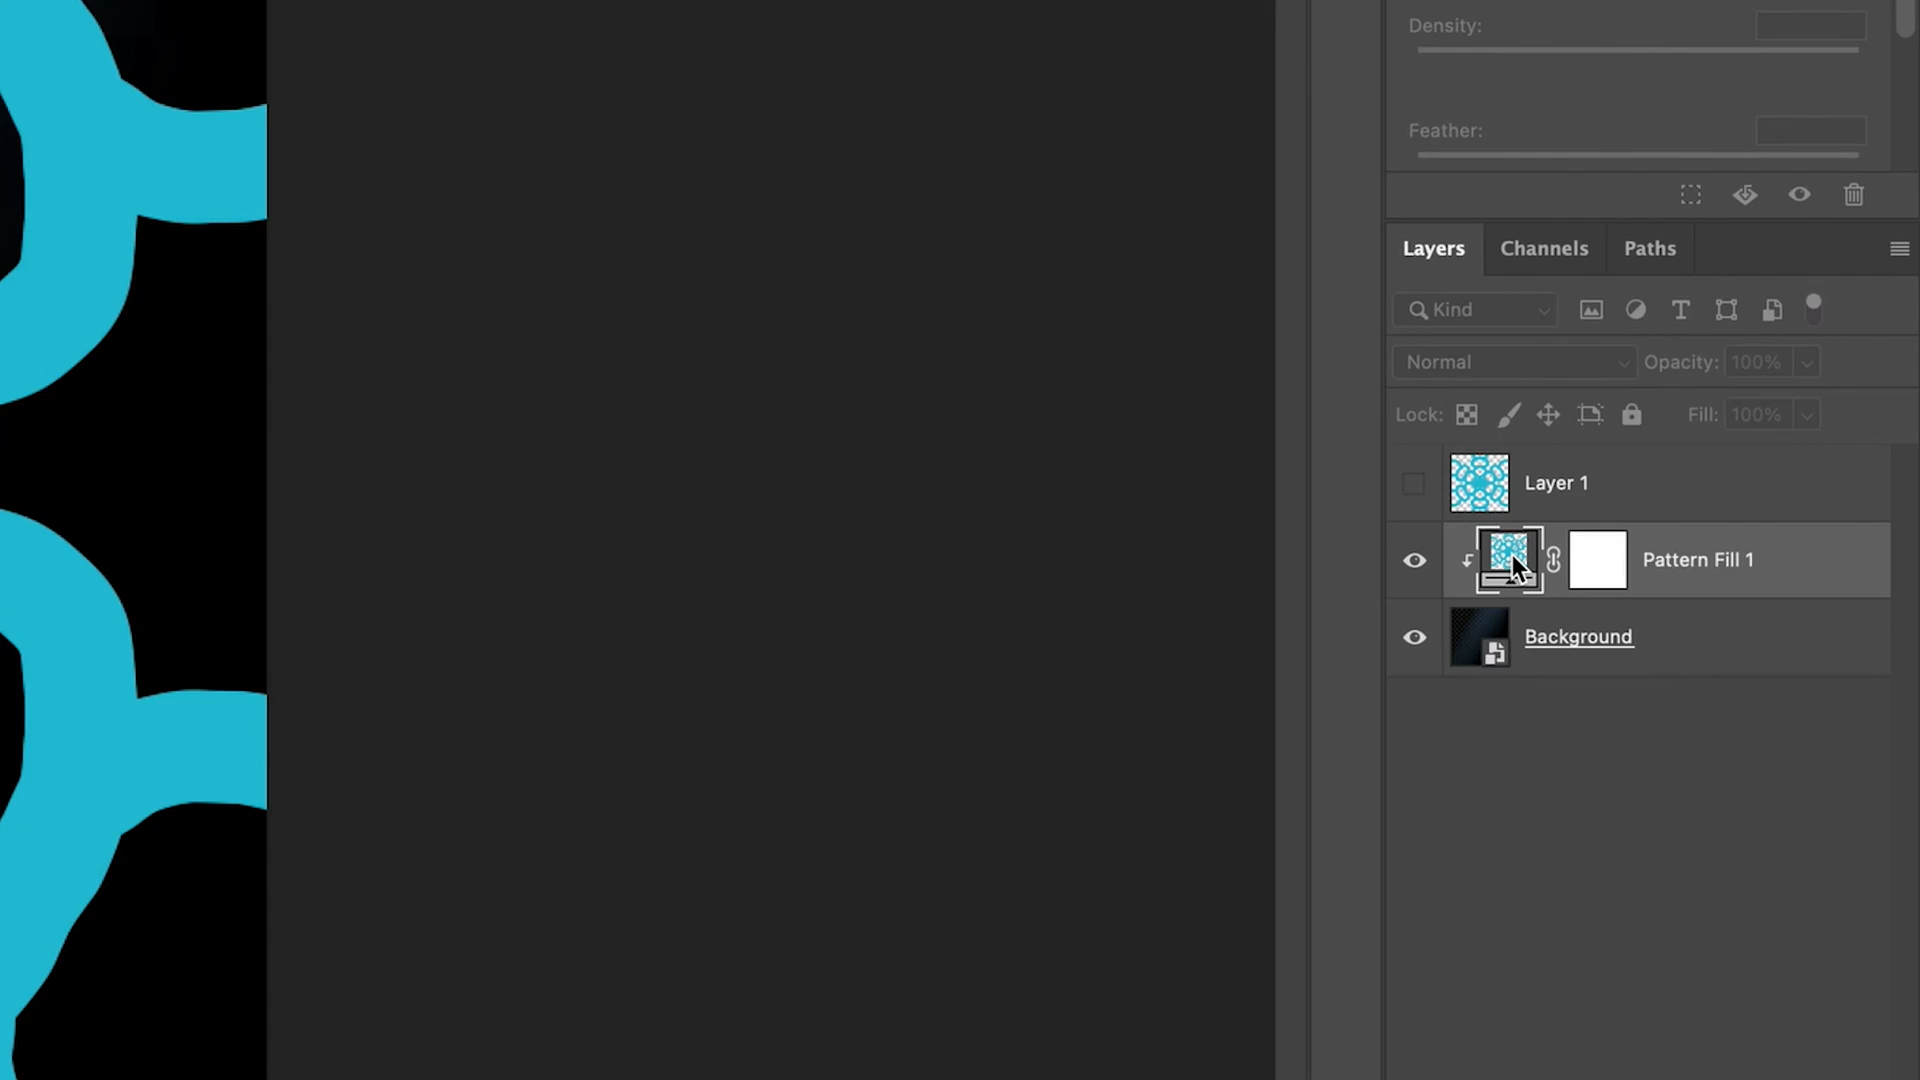 Density:
Feather:
Layers Channels Paths
Kind
Normal Opacity: 100%
Lock: Fill: 100%
Layer 1
Pattern Fill 1
Background